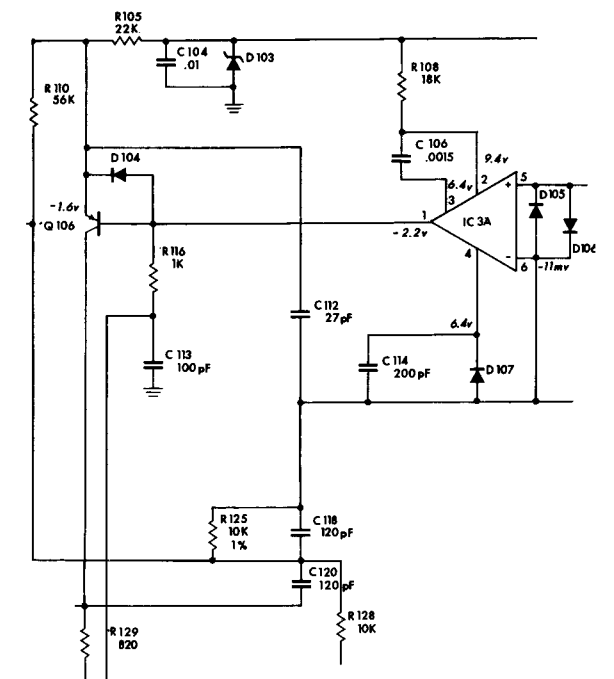 R105
22K
C104
.01
D103
R110
56K
R108
18K
C106
.0015
9.4v
D104
6.4v
2
5
3
+
D105
-1.6v
Q106
1
IC 3A
-2.2v
D106
R116
1K
4
-
6
-11mv
C112
27pF
6.4v
C113
100pF
C114
200pF
D107
R125
10K
1%
C118
120pF
C120
120pF
R129
820
R128
10K